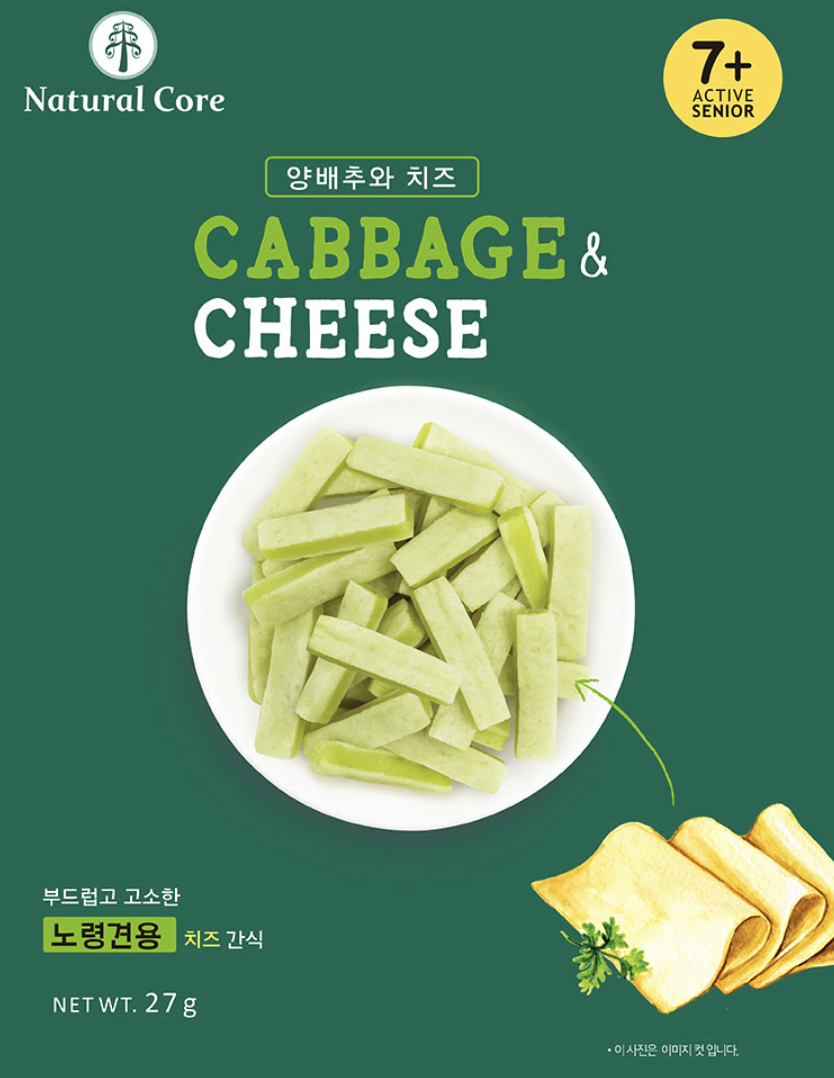 Natural Core
7+
ACTIVE
SENIOR
양배추와 치즈
CABBAGE &
CHEESE
부드럽고 고소한
노령견용 치즈 간식
NET WT. 27g
• 이 사진은 이미지 컷 입니다.